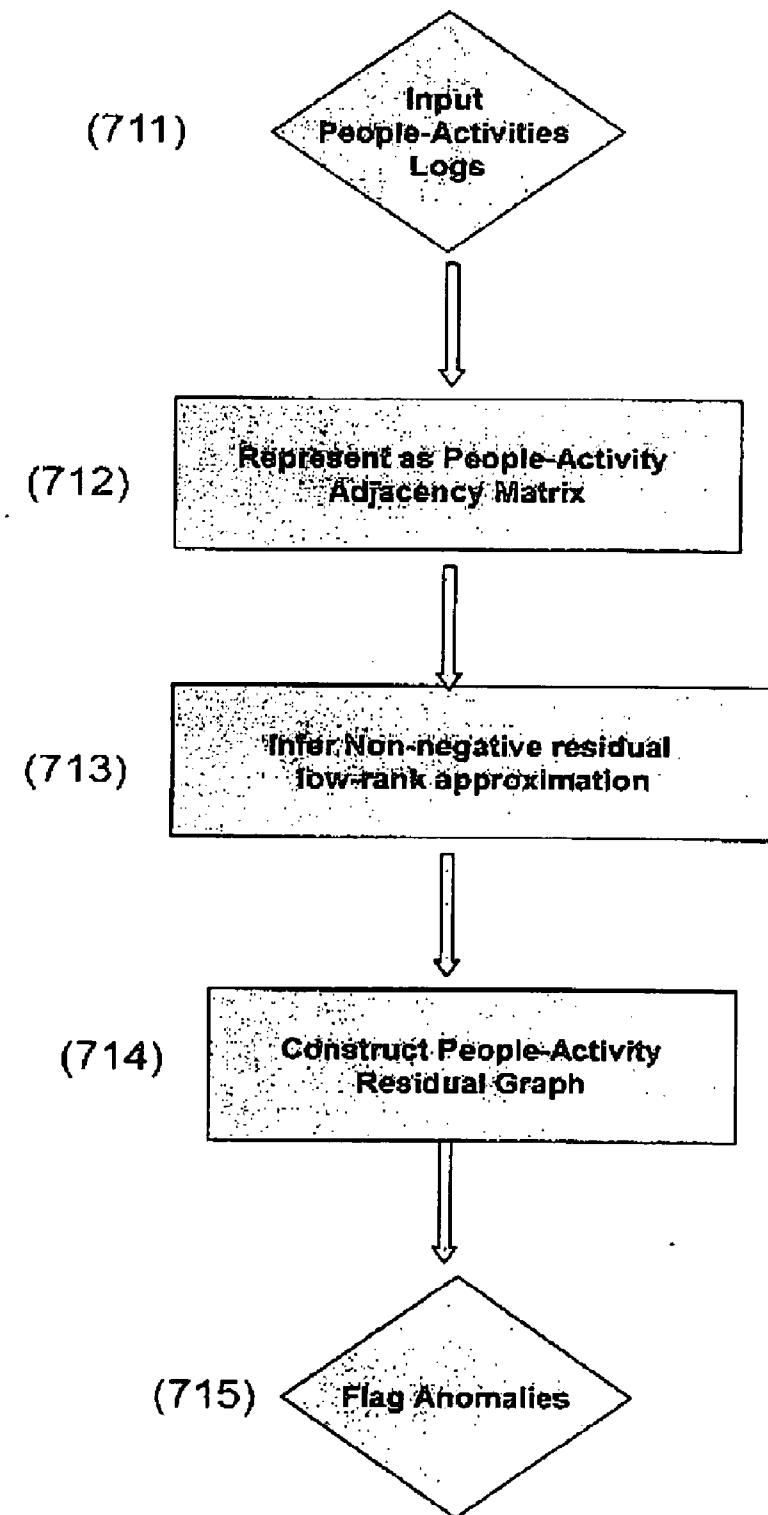 (711)
Input
People-Activities
Logs
(712)
Represent as People-Activity
Adjacency Matrix
(713)
Infer Non-negative residual
low-rank approximation
(714)
Construct People-Activity
Residual Graph
(715)
Flag Anomalies